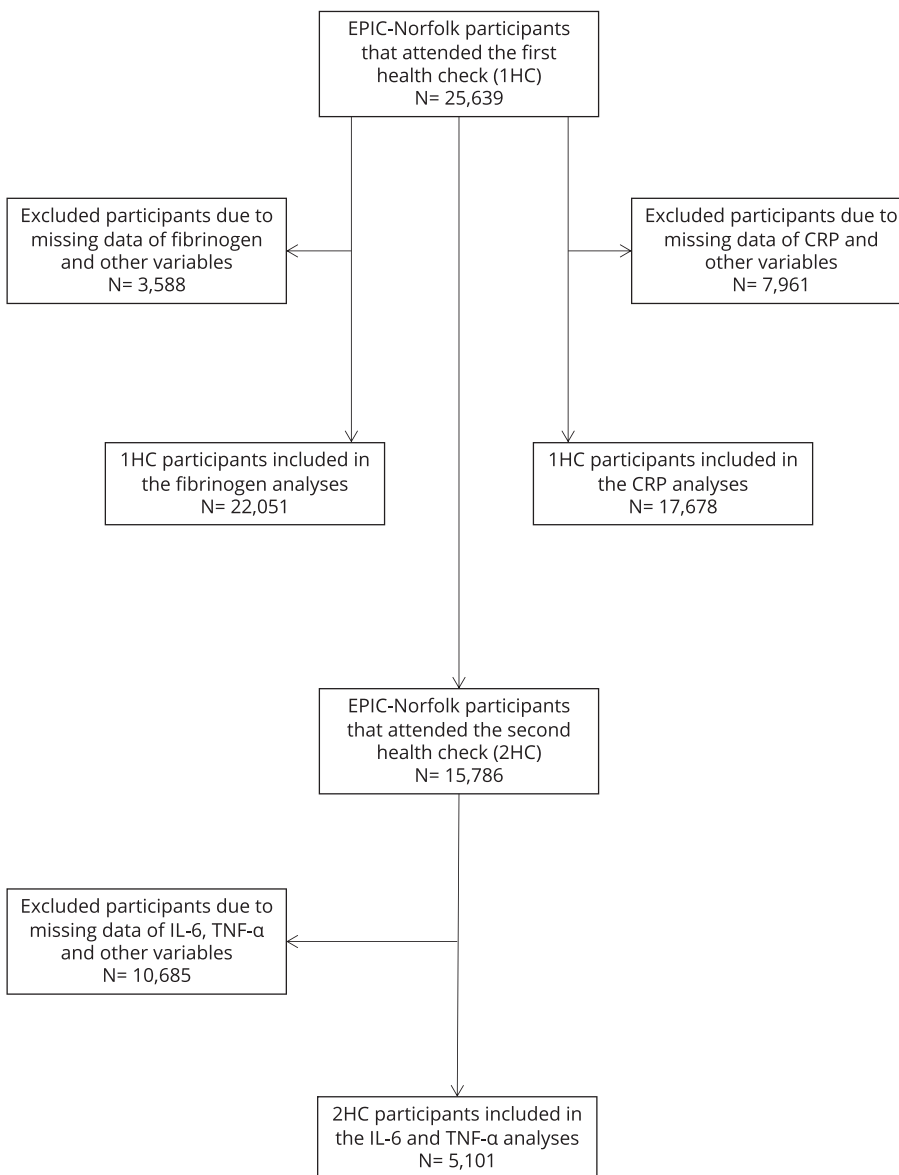 EPIC-Norfolk participants
that attended the first
health check (1HC)
N= 25,639
Excluded participants due to
missing data of fibrinogen
and other variables
N= 3,588
Excluded participants due to
missing data of CRP and
other variables
N= 7,961
1HC participants included in
the fibrinogen analyses
N= 22,051
1HC participants included in
the CRP analyses
N= 17,678
EPIC-Norfolk participants
that attended the second
health check (2HC)
N= 15,786
Excluded participants due to
missing data of IL-6, TNF-α
and other variables
N= 10,685
2HC participants included in
the IL-6 and TNF-α analyses
N= 5,101